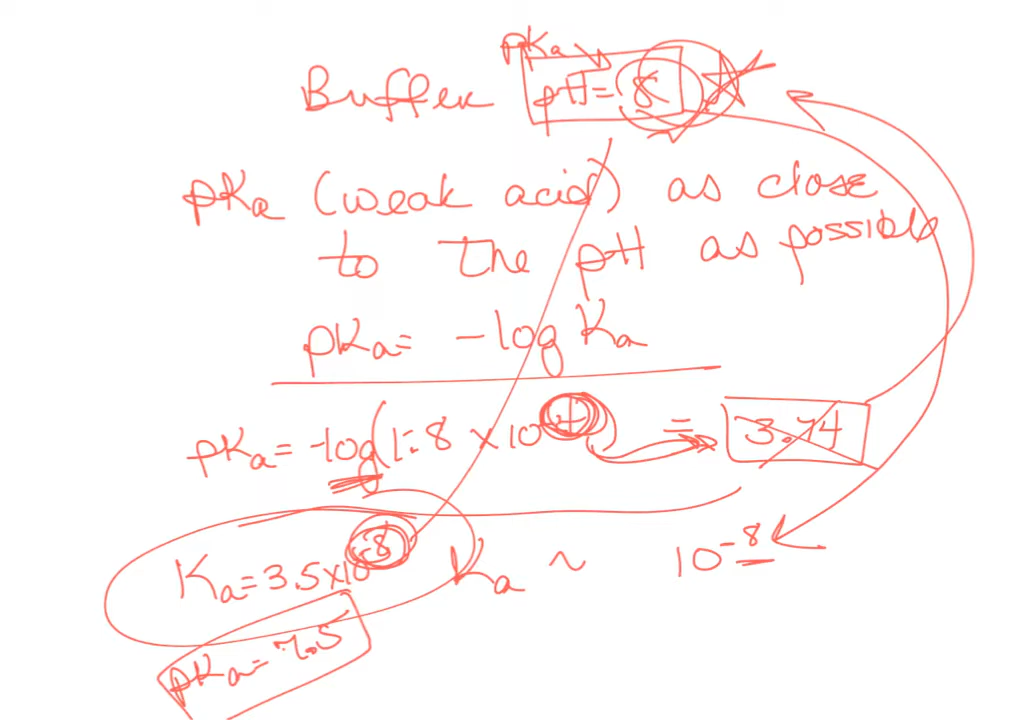 pKa
Buffer pH = 8
pKa (weak acid) as close
to the pH as possible
pKa = -log Ka
pKa = -log(1.8 x 10-4) = 3.74
Ka = 3.5 x 10-8 Ka ~ 10-8
pKa = 7.5